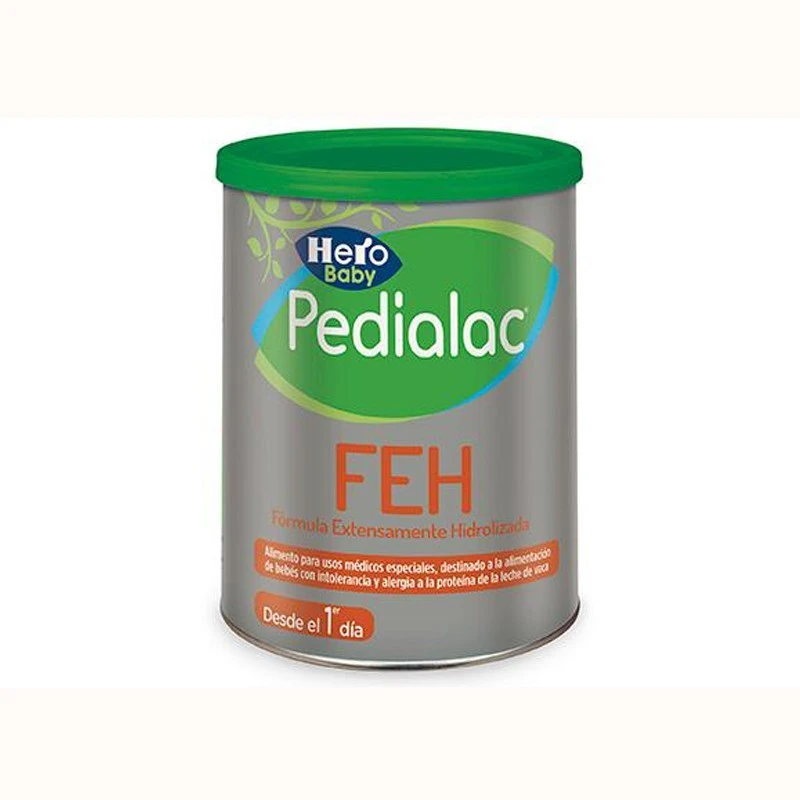 Hero
Baby
Pedialac®
FEH
Fórmula Extensamente Hidrolizada
Alimento para usos médicos especiales, destinado a la alimentación
de bebés con intolerancia y alergia a la proteína de la leche de vaca
Desde el 1er día